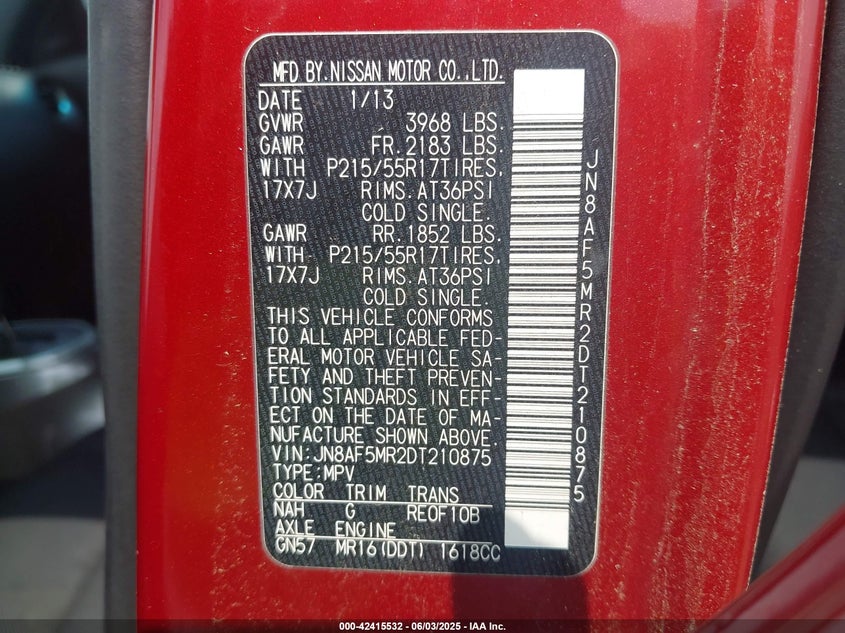 MFD BY.NISSAN MOTOR CO.,LTD.
DATE 1/13
GVWR 3968 LBS.
GAWR FR.2183 LBS.
WITH P215/55R17TIRES.
17X7J RIMS.AT36PSI
COLD SINGLE.
GAWR RR.1852 LBS.
WITH P215/55R17TIRES.
17X7J RIMS.AT36PSI
COLD SINGLE.
THIS VEHICLE CONFORMS
TO ALL APPLICABLE FED-
ERAL MOTOR VEHICLE SA-
FETY AND THEFT PREVEN-
TION STANDARDS IN EFF-
ECT ON THE DATE OF MA-
NUFACTURE SHOWN ABOVE.
VIN:JN8AF5MR2DT210875
TYPE:MPV
COLOR TRIM TRANS
NAH G RE0F10B
AXLE ENGINE
GN57 MR16(DDT) 1618CC
JN8AF5MR2DT210875
000-42415532 - 06/03/2025 - IAA Inc.